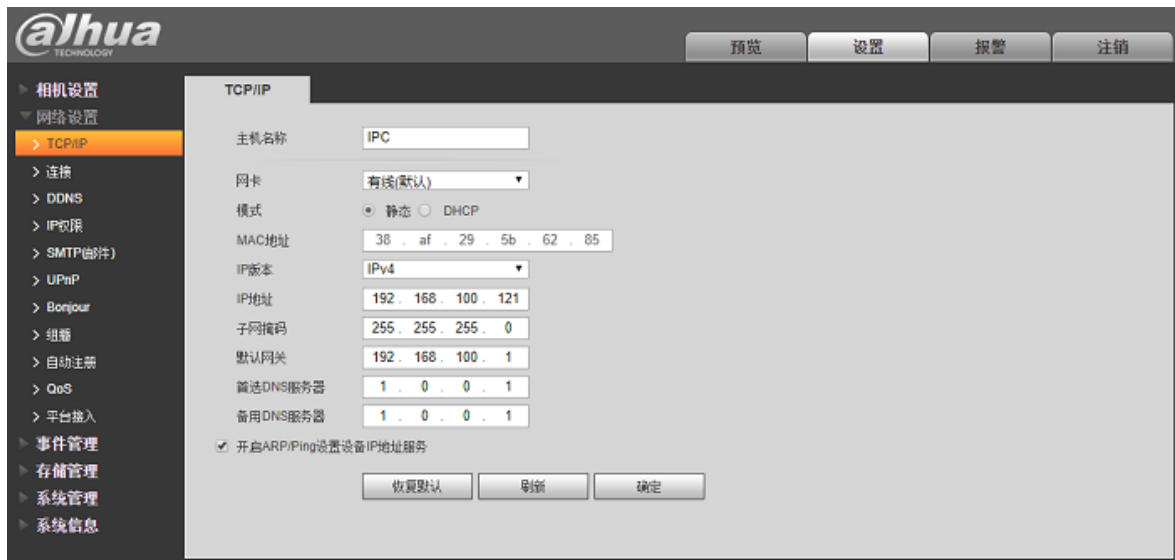 alhua
TECHNOLOGY
预览 设置 报警 注销
相机设置
网络设置
TCP/IP
连接
DDNS
IP权限
SMTP(邮件)
UPnP
Bonjour
组播
自动注册
QoS
平台接入
事件管理
存储管理
系统管理
系统信息
TCP/IP
主机名称 IPC
网卡 有线(默认)
模式 静态 DHCP
MAC地址 38 . af . 29 . 5b . 62 . 85
IP版本 IPv4
IP地址 192 . 168 . 100 . 121
子网掩码 255 . 255 . 255 . 0
默认网关 192 . 168 . 100 . 1
首选DNS服务器 1 . 0 . 0 . 1
备用DNS服务器 1 . 0 . 0 . 1
开启ARP/Ping设置设备IP地址服务
恢复默认 刷新 确定